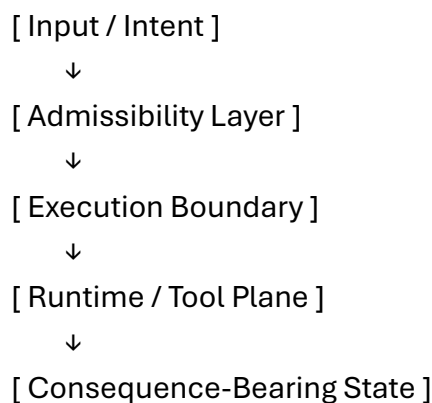 [ Input / Intent ]
↓
[ Admissibility Layer ]
↓
[ Execution Boundary ]
↓
[ Runtime / Tool Plane ]
↓
[ Consequence-Bearing State ]